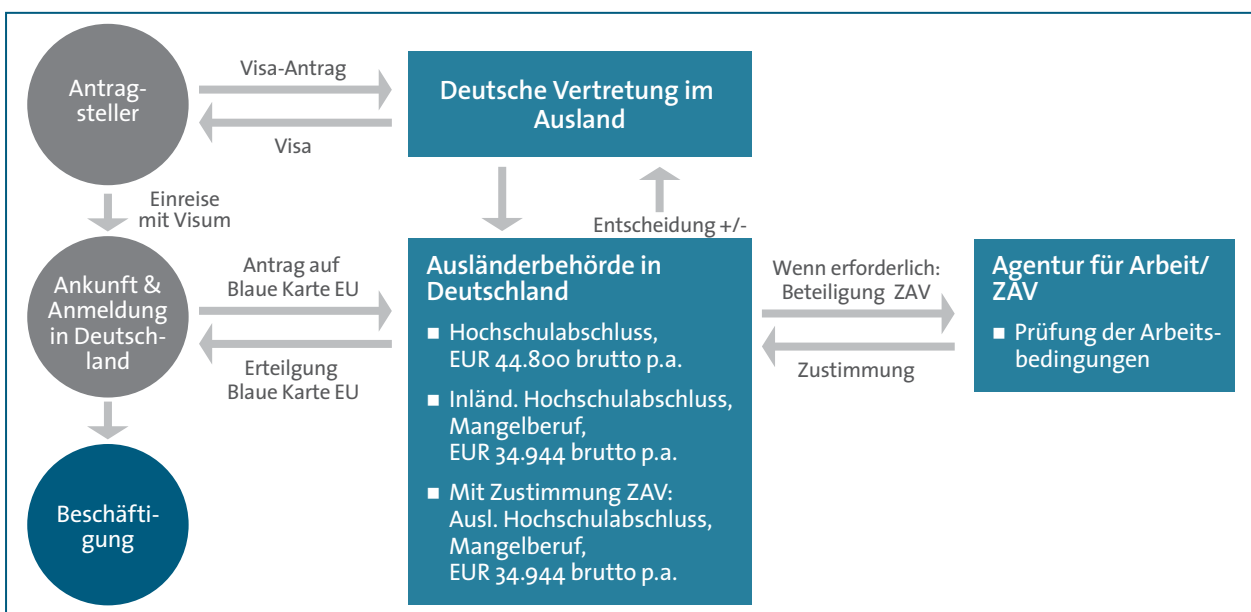 Antrag-
steller
Visa-Antrag
Visa
Deutsche Vertretung im
Ausland
Einreise
mit Visum
Entscheidung +/-
Ankunft &
Anmeldung
in Deutsch-
land
Antrag auf
Blaue Karte EU
Erteilgung
Blaue Karte EU
Ausländerbehörde in
Deutschland
■ Hochschulabschluss,
EUR 44.800 brutto p.a.
■ Inländ. Hochschulabschluss,
Mangelberuf,
EUR 34.944 brutto p.a.
■ Mit Zustimmung ZAV:
Ausl. Hochschulabschluss,
Mangelberuf,
EUR 34.944 brutto p.a.
Wenn erforderlich:
Beteiligung ZAV
Zustimmung
Agentur für Arbeit/
ZAV
■ Prüfung der Arbeits-
bedingungen
Beschäfti-
gung